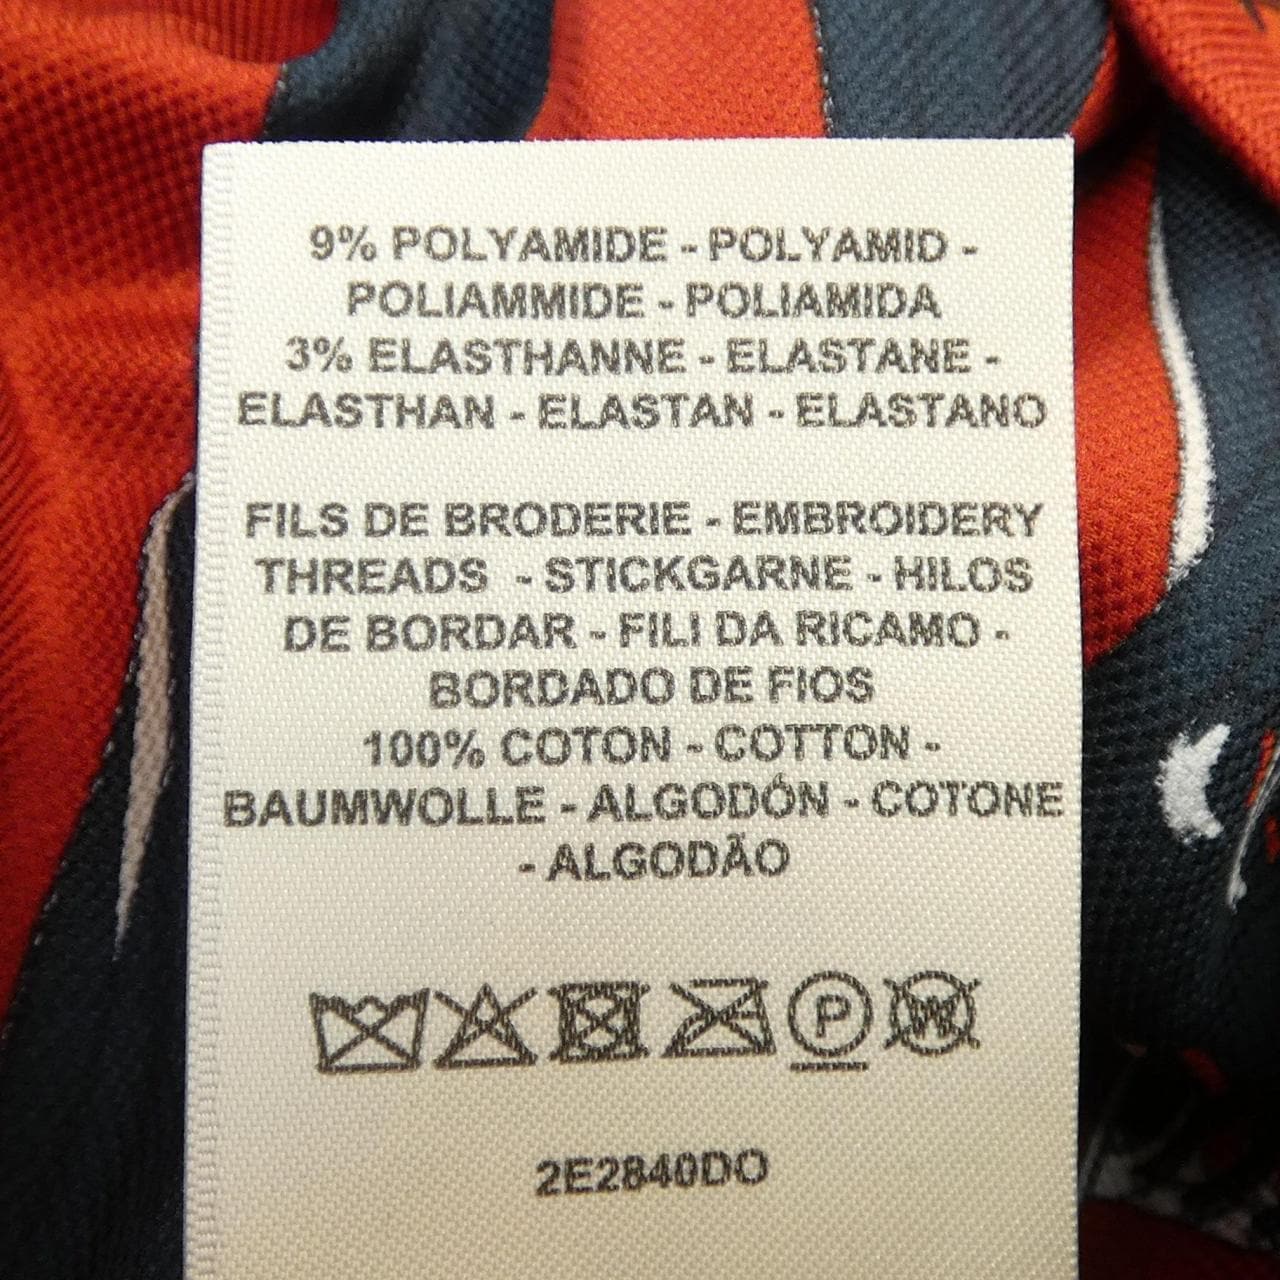 9% POLYAMIDE - POLYAMID -
POLIAMMIDE - POLIAMIDA
3% ELASTHANNE - ELASTANE -
ELASTHAN - ELASTAN - ELASTANO
FILS DE BRODERIE - EMBROIDERY
THREADS - STICKGARNE - HILOS
DE BORDAR - FILI DA RICAMO -
BORDADO DE FIOS
100% COTON - COTTON -
BAUMWOLLE - ALGODÓN - COTONE
- ALGODÃO
P W
2E2840DO